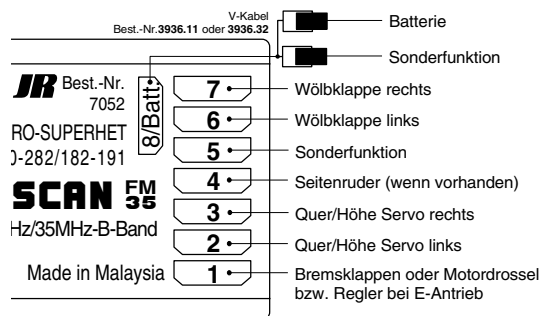 V-Kabel
Best.-Nr.3936.11 oder 3936.32
Batterie
Sonderfunktion
JR Best.-Nr.
7052
8/Batt
RO-SUPERHET
0-282/182-191
SCAN FM 35
Hz/35MHz-B-Band
Made in Malaysia
7 Wölbklappe rechts
6 Wölbklappe links
5 Sonderfunktion
4 Seitenruder (wenn vorhanden)
3 Quer/Höhe Servo rechts
2 Quer/Höhe Servo links
1 Bremsklappen oder Motordrossel
bzw. Regler bei E-Antrieb